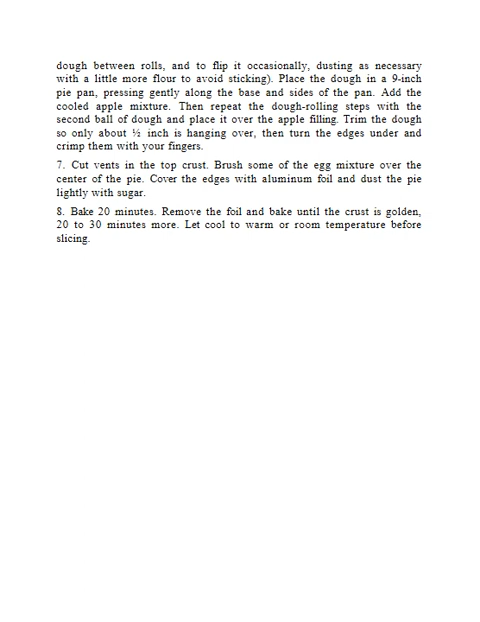 dough between rolls, and to flip it occasionally, dusting as necessary
with a little more flour to avoid sticking). Place the dough in a 9-inch
pie pan, pressing gently along the base and sides of the pan. Add the
cooled apple mixture. Then repeat the dough-rolling steps with the
second ball of dough and place it over the apple filling. Trim the dough
so only about ½ inch is hanging over, then turn the edges under and
crimp them with your fingers.
7. Cut vents in the top crust. Brush some of the egg mixture over the
center of the pie. Cover the edges with aluminum foil and dust the pie
lightly with sugar.
8. Bake 20 minutes. Remove the foil and bake until the crust is golden,
20 to 30 minutes more. Let cool to warm or room temperature before
slicing.